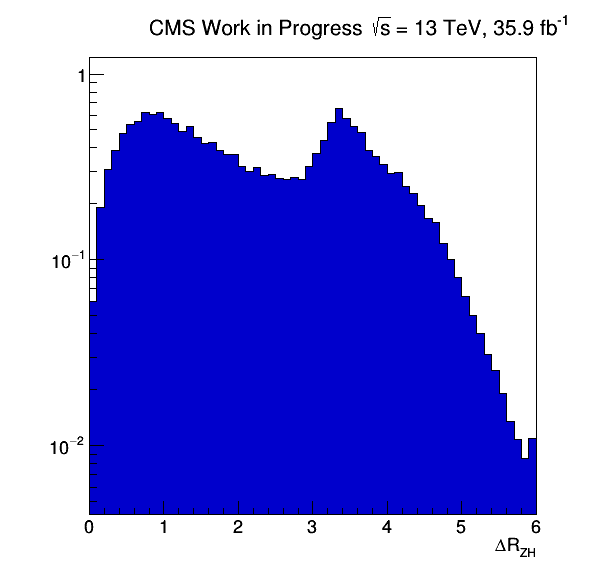 CMS Work in Progress √s = 13 TeV, 35.9 fb⁻¹
1
10⁻¹
10⁻²
0 1 2 3 4 5 6
ΔR_ZH